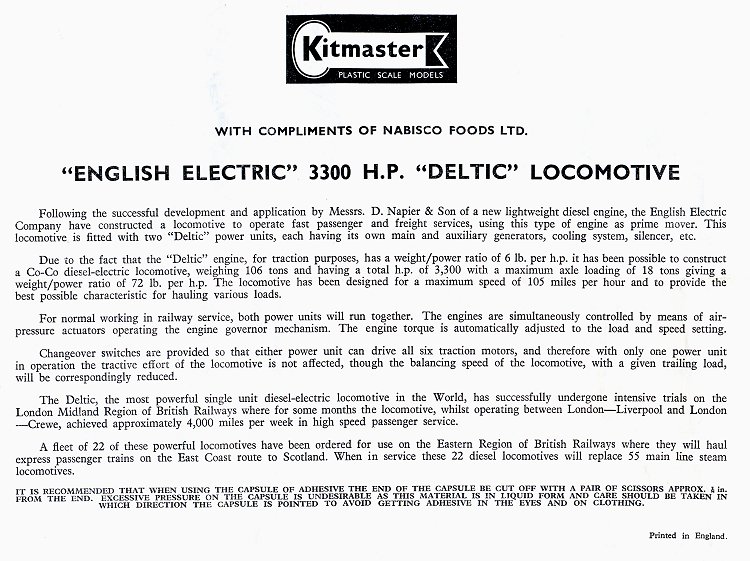 Kitmaster
PLASTIC SCALE MODELS
WITH COMPLIMENTS OF NABISCO FOODS LTD.
“ENGLISH ELECTRIC” 3300 H.P. “DELTIC” LOCOMOTIVE
Following the successful development and application by Messrs. D. Napier & Son of a new lightweight diesel engine, the English Electric
Company have constructed a locomotive to operate fast passenger and freight services, using this type of engine as prime mover. This
locomotive is fitted with two “Deltic” power units, each having its own main and auxiliary generators, cooling system, silencer, etc.
Due to the fact that the “Deltic” engine, for traction purposes, has a weight/power ratio of 6 lb. per h.p. it has been possible to construct
a Co-Co diesel-electric locomotive, weighing 106 tons and having a total h.p. of 3,300 with a maximum axle loading of 18 tons giving a
weight/power ratio of 72 lb. per h.p. The locomotive has been designed for a maximum speed of 105 miles per hour and to provide the
best possible characteristic for hauling various loads.
For normal working in railway service, both power units will run together. The engines are simultaneously controlled by means of air-
pressure actuators operating the engine governor mechanism. The engine torque is automatically adjusted to the load and speed setting.
Changeover switches are provided so that either power unit can drive all six traction motors, and therefore with only one power unit
in operation the tractive effort of the locomotive is not affected, though the balancing speed of the locomotive, with a given trailing load,
will be correspondingly reduced.
The Deltic, the most powerful single unit diesel-electric locomotive in the World, has successfully undergone intensive trials on the
London Midland Region of British Railways where for some months the locomotive, whilst operating between London—Liverpool and London
—Crewe, achieved approximately 4,000 miles per week in high speed passenger service.
A fleet of 22 of these powerful locomotives have been ordered for use on the Eastern Region of British Railways where they will haul
express passenger trains on the East Coast route to Scotland. When in service these 22 diesel locomotives will replace 55 main line steam
locomotives.
IT IS RECOMMENDED THAT WHEN USING THE CAPSULE OF ADHESIVE THE END OF THE CAPSULE BE CUT OFF WITH A PAIR OF SCISSORS APPROX. in.
FROM THE END. EXCESSIVE PRESSURE ON THE CAPSULE IS UNDESIRABLE AS THIS MATERIAL IS IN LIQUID FORM AND CARE SHOULD BE TAKEN IN
WHICH DIRECTION THE CAPSULE IS POINTED TO AVOID GETTING ADHESIVE IN THE EYES AND ON CLOTHING.
Printed in England.